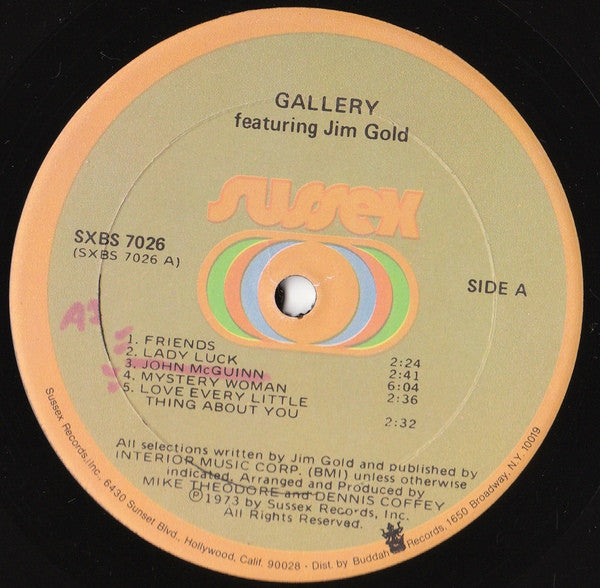 GALLERY
featuring Jim Gold
sussex
SXBS 7026
(SXBS 7026 A)
SIDE A
A3
1. FRIENDS 2:24
2. LADY LUCK 2:41
3. JOHN McGUINN 6:04
4. MYSTERY WOMAN 2:36
5. LOVE EVERY LITTLE
THING ABOUT YOU 2:32
All selections written by Jim Gold and published by
INTERIOR MUSIC CORP. (BMI) unless otherwise
indicated. Arranged and Produced by
MIKE THEODORE and DENNIS COFFEY
℗1973 by Sussex Records, Inc.
All Rights Reserved.
Sussex Records, Inc. 6430 Sunset Blvd., Hollywood, Calif. 90028 - Dist. by Buddah Records, 1650 Broadway, N.Y. 10019